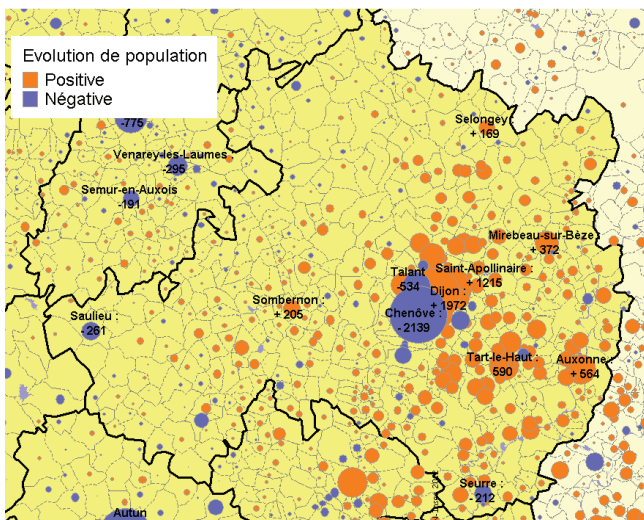 Evolution de population
Positive
Négative
-775
Selongey :
+ 169
Venarey-les-Laumes :
-295
Semur-en-Auxois
-191
Mirebeau-sur-Bèze :
+ 372
Talant
-534
Saint-Apollinaire :
+ 1215
Dijon :
+ 1972
Sombernon :
+ 205
Chenôve :
- 2139
Saulieu :
- 261
Tart-le-Haut :
590
Auxonne :
+ 564
Seurre :
- 212
Autun